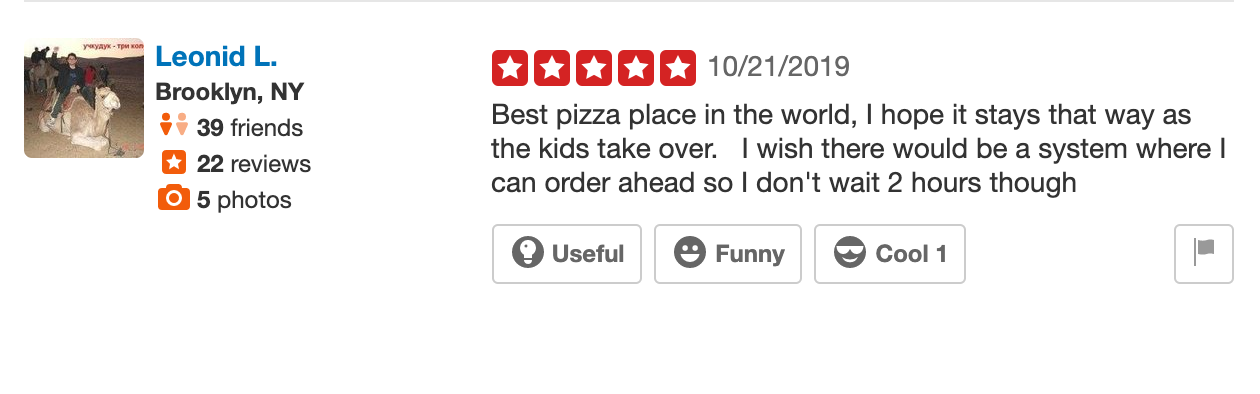 учкудук - три кол
Leonid L.
Brooklyn, NY
39 friends
22 reviews
5 photos
10/21/2019
Best pizza place in the world, I hope it stays that way as
the kids take over.   I wish there would be a system where I
can order ahead so I don't wait 2 hours though
Useful
Funny
Cool 1